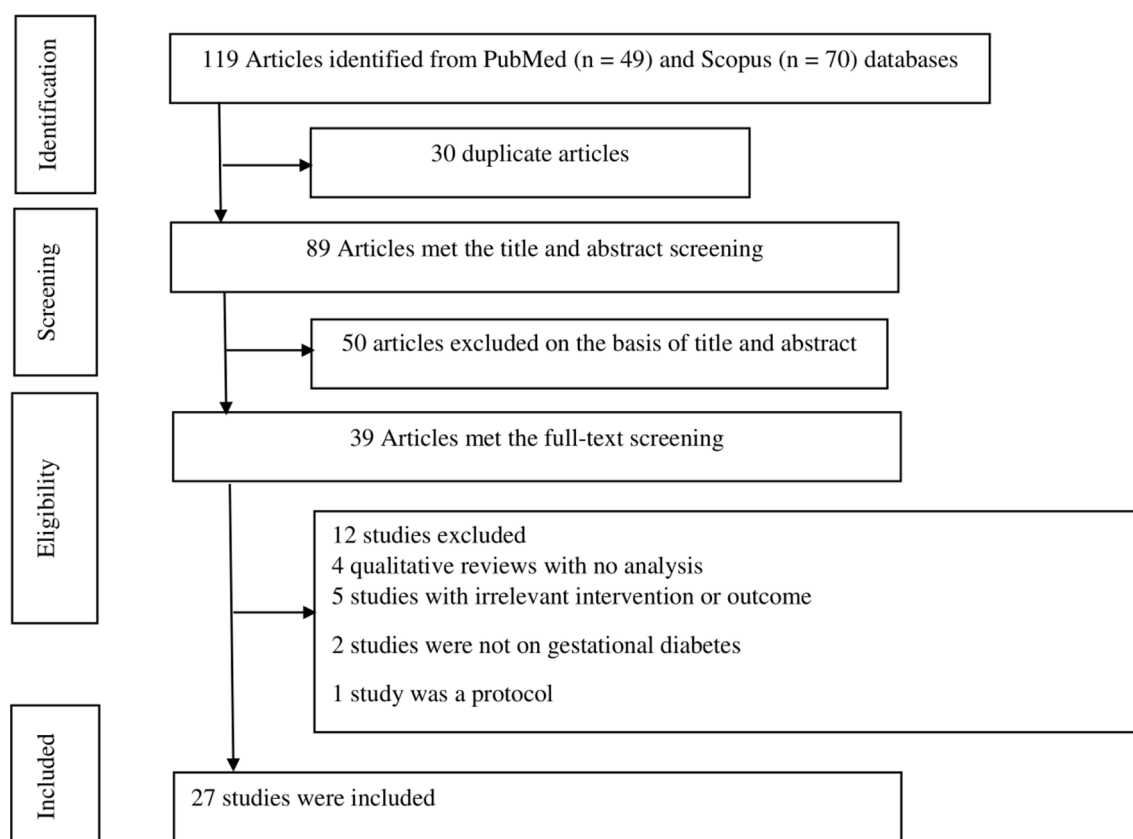 Identification
119 Articles identified from PubMed (n = 49) and Scopus (n = 70) databases
30 duplicate articles
Screening
89 Articles met the title and abstract screening
50 articles excluded on the basis of title and abstract
Eligibility
39 Articles met the full-text screening
12 studies excluded
4 qualitative reviews with no analysis
5 studies with irrelevant intervention or outcome
2 studies were not on gestational diabetes
1 study was a protocol
Included
27 studies were included